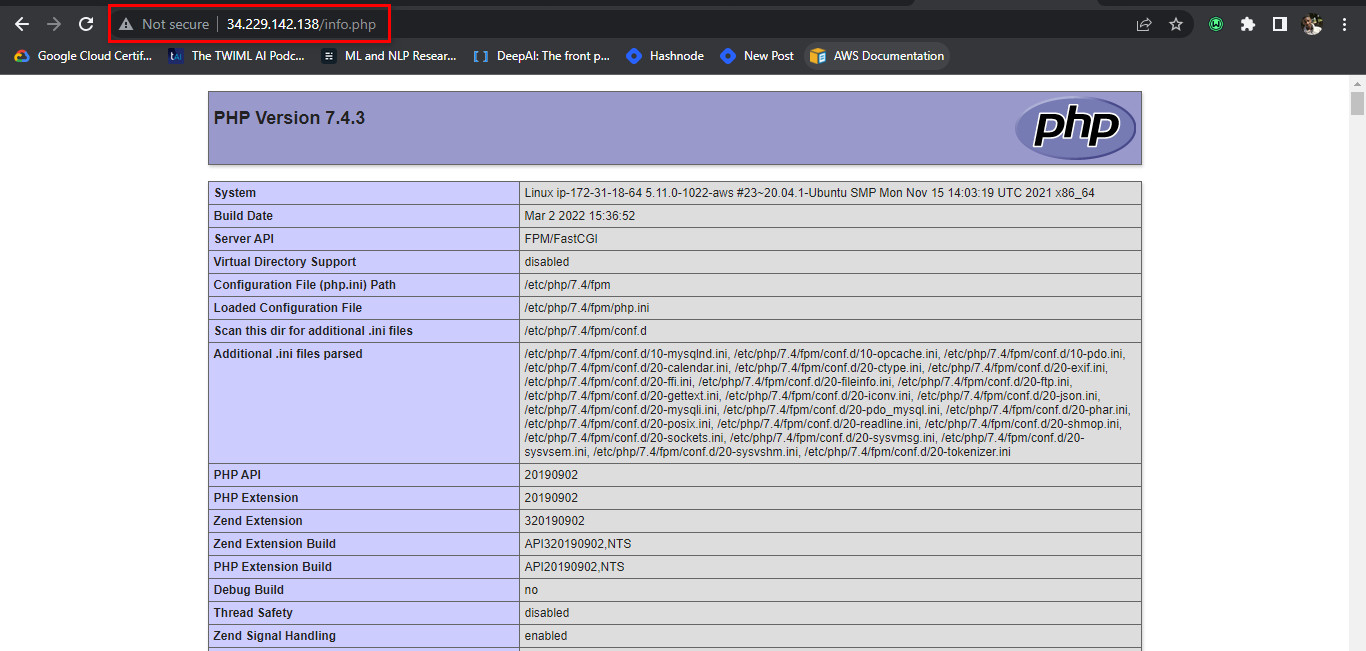 Not secure 34.229.142.138/info.php
Google Cloud Certif... The TWIML AI Podc... ML and NLP Resear... DeepAI: The front p... Hashnode New Post AWS Documentation
PHP Version 7.4.3
php
System Linux ip-172-31-18-64 5.11.0-1022-aws #23~20.04.1-Ubuntu SMP Mon Nov 15 14:03:19 UTC 2021 x86_64
Build Date Mar 2 2022 15:36:52
Server API FPM/FastCGI
Virtual Directory Support disabled
Configuration File (php.ini) Path /etc/php/7.4/fpm
Loaded Configuration File /etc/php/7.4/fpm/php.ini
Scan this dir for additional .ini files /etc/php/7.4/fpm/conf.d
Additional .ini files parsed /etc/php/7.4/fpm/conf.d/10-mysqlnd.ini, /etc/php/7.4/fpm/conf.d/10-opcache.ini, /etc/php/7.4/fpm/conf.d/10-pdo.ini,
/etc/php/7.4/fpm/conf.d/20-calendar.ini, /etc/php/7.4/fpm/conf.d/20-ctype.ini, /etc/php/7.4/fpm/conf.d/20-exif.ini,
/etc/php/7.4/fpm/conf.d/20-ffi.ini, /etc/php/7.4/fpm/conf.d/20-fileinfo.ini, /etc/php/7.4/fpm/conf.d/20-ftp.ini,
/etc/php/7.4/fpm/conf.d/20-gettext.ini, /etc/php/7.4/fpm/conf.d/20-iconv.ini, /etc/php/7.4/fpm/conf.d/20-json.ini,
/etc/php/7.4/fpm/conf.d/20-mysqli.ini, /etc/php/7.4/fpm/conf.d/20-pdo_mysql.ini, /etc/php/7.4/fpm/conf.d/20-phar.ini,
/etc/php/7.4/fpm/conf.d/20-posix.ini, /etc/php/7.4/fpm/conf.d/20-readline.ini, /etc/php/7.4/fpm/conf.d/20-shmop.ini,
/etc/php/7.4/fpm/conf.d/20-sockets.ini, /etc/php/7.4/fpm/conf.d/20-sysvmsg.ini, /etc/php/7.4/fpm/conf.d/20-
sysvsem.ini, /etc/php/7.4/fpm/conf.d/20-sysvshm.ini, /etc/php/7.4/fpm/conf.d/20-tokenizer.ini
PHP API 20190902
PHP Extension 20190902
Zend Extension 320190902
Zend Extension Build API320190902,NTS
PHP Extension Build API20190902,NTS
Debug Build no
Thread Safety disabled
Zend Signal Handling enabled